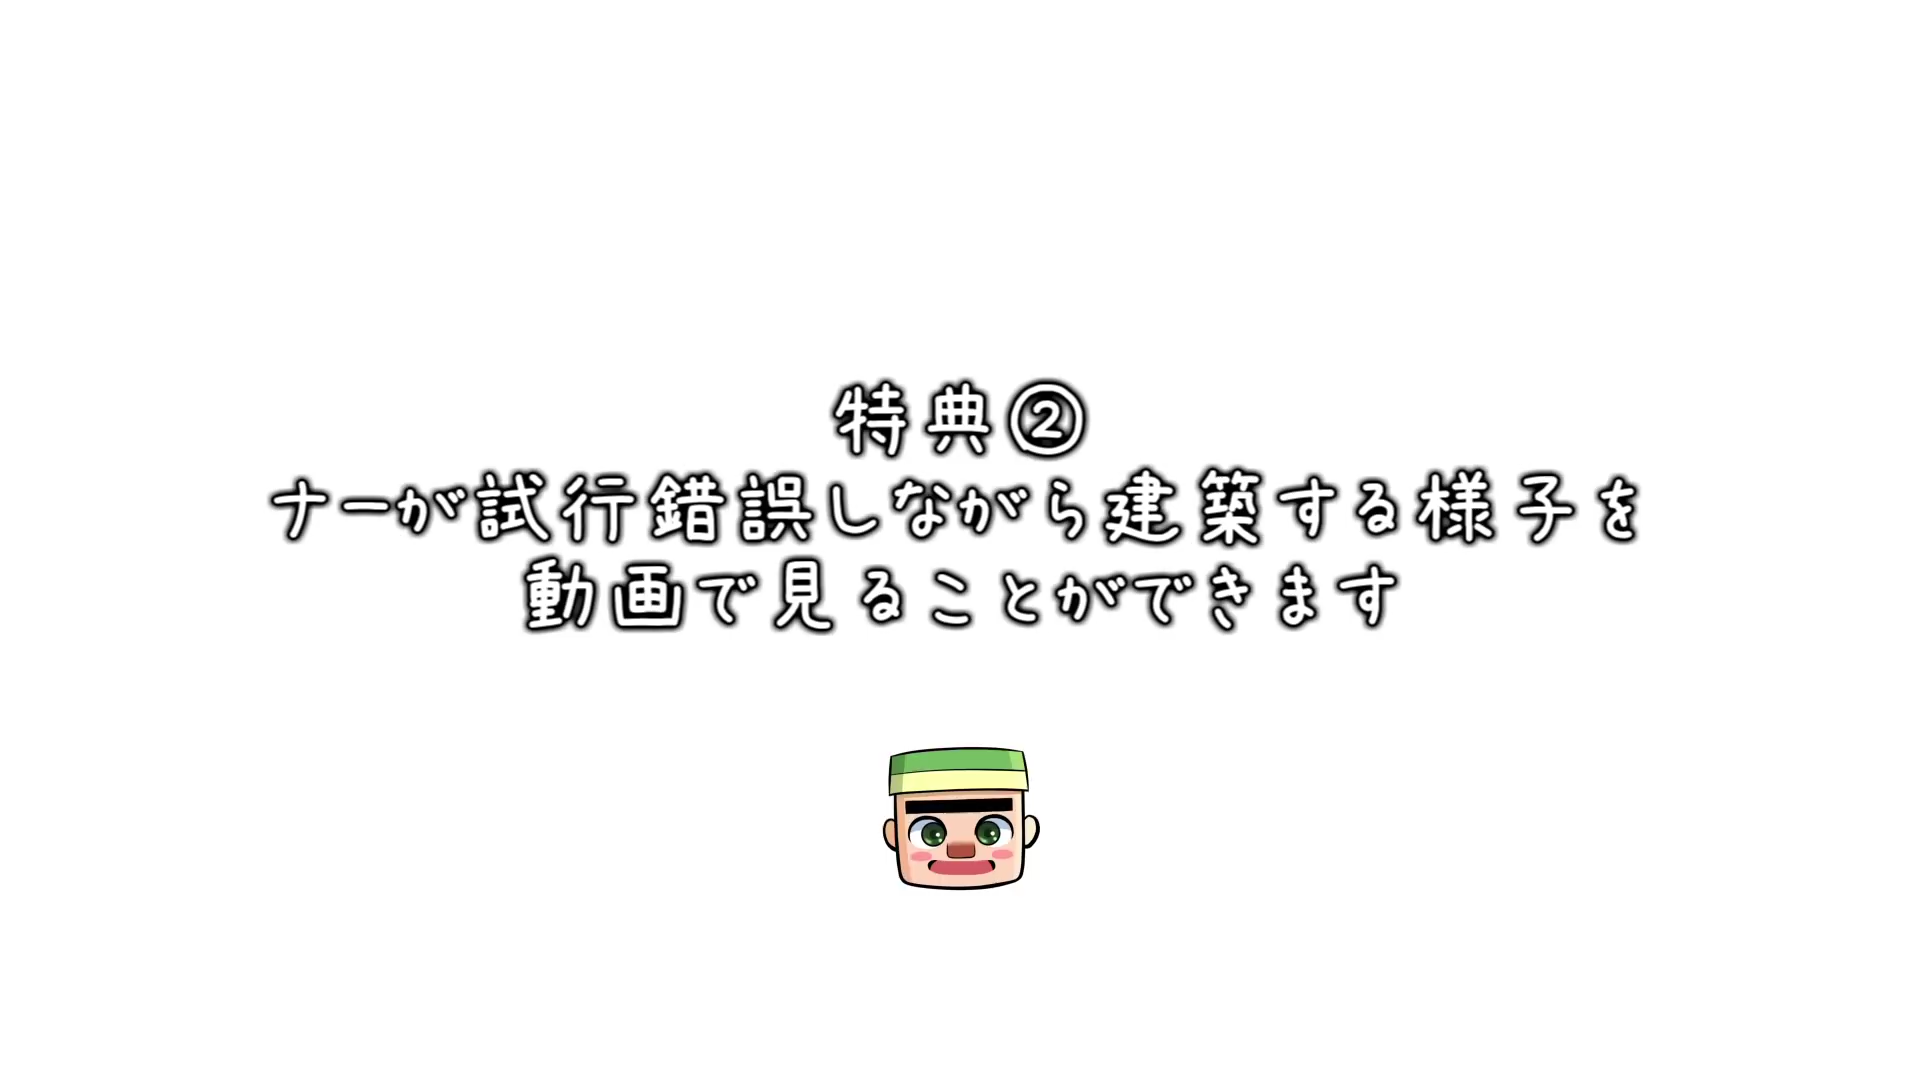 特典②
ナーが試行錯誤しながら建築する様子を
動画で見ることができます